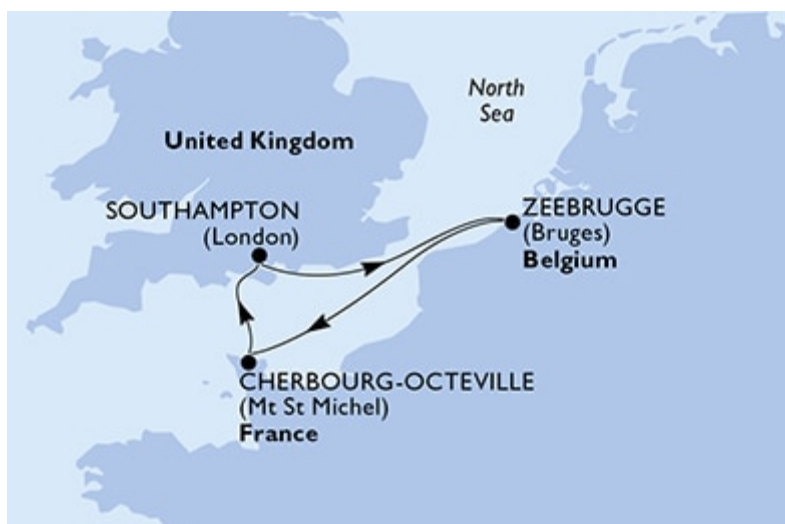 North
Sea
United Kingdom
SOUTHAMPTON
(London)
ZEEBRUGGE
(Bruges)
Belgium
CHERBOURG-OCTEVILLE
(Mt St Michel)
France